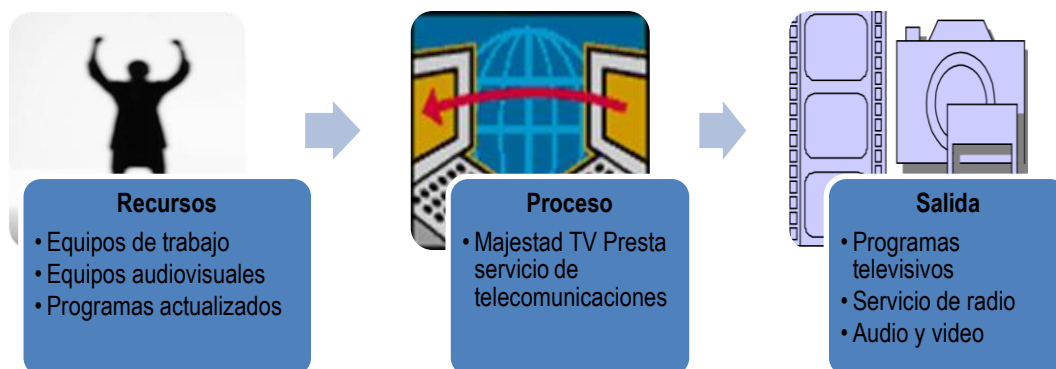 Recursos
• Equipos de trabajo
• Equipos audiovisuales
• Programas actualizados
Proceso
• Majestad TV Presta
servicio de
telecomunicaciones
Salida
• Programas
televisivos
• Servicio de radio
• Audio y video